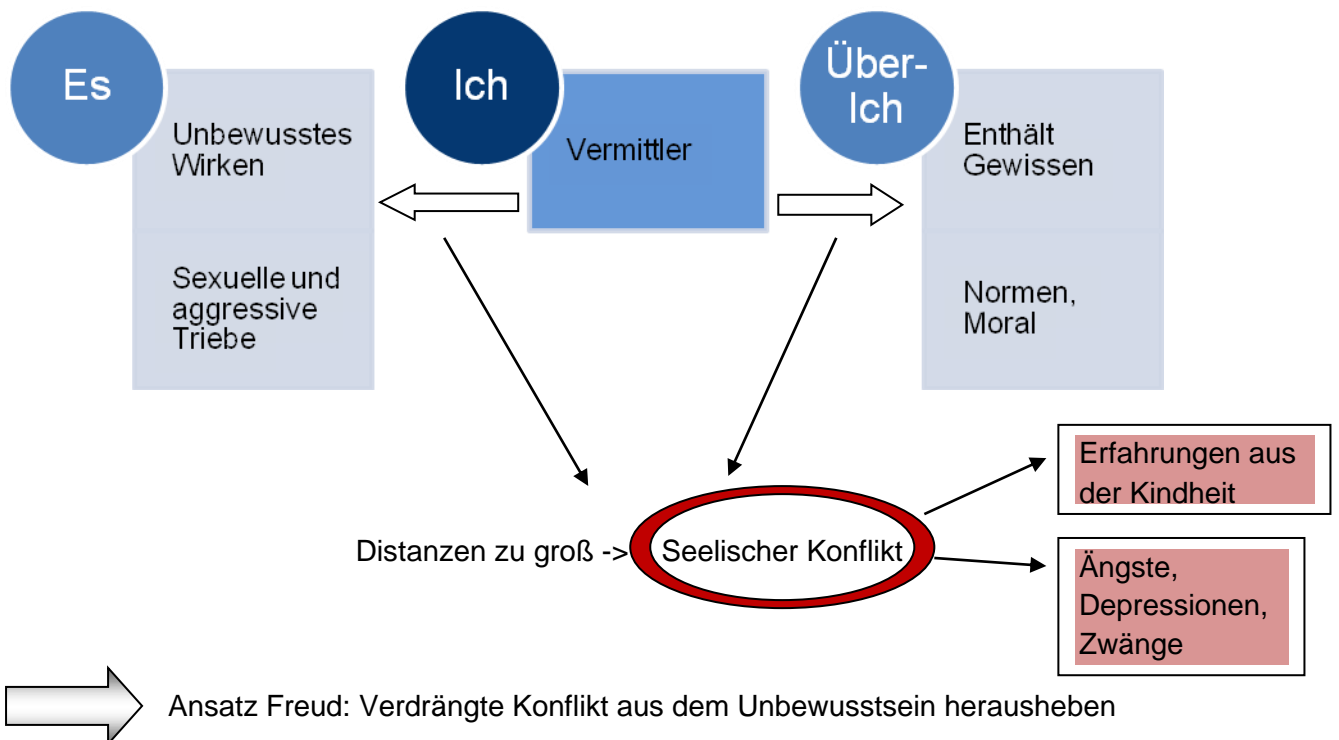 Es
Unbewusstes
Wirken
Sexuelle und
aggressive
Triebe
Ich
Vermittler
Über-
Ich
Enthält
Gewissen
Normen,
Moral
Distanzen zu groß ->
Seelischer Konflikt
Erfahrungen aus
der Kindheit
Ängste,
Depressionen,
Zwänge
Ansatz Freud: Verdrängte Konflikt aus dem Unbewusstsein herausheben